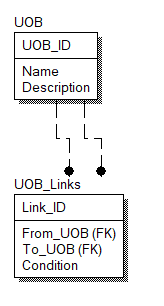 UOB
UOB_ID
Name
Description
UOB_Links
Link_ID
From_UOB (FK)
To_UOB (FK)
Condition